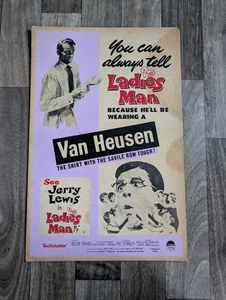 You can
always tell
The
Ladies
Man
BECAUSE HE'LL BE
WEARING A
Van Heusen
THE SHIRT WITH THE SAVILE ROW TOUCH!
See
Jerry
Lewis
in The
Ladies
Man
Technicolor